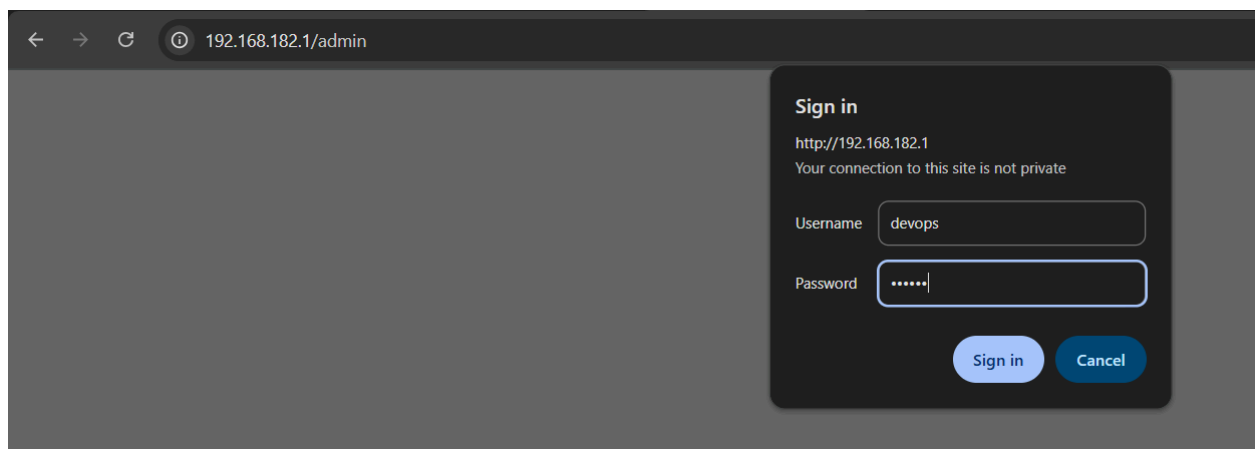 192.168.182.1/admin
Sign in
http://192.168.182.1
Your connection to this site is not private
Username devops
Password ••••••
Sign in Cancel